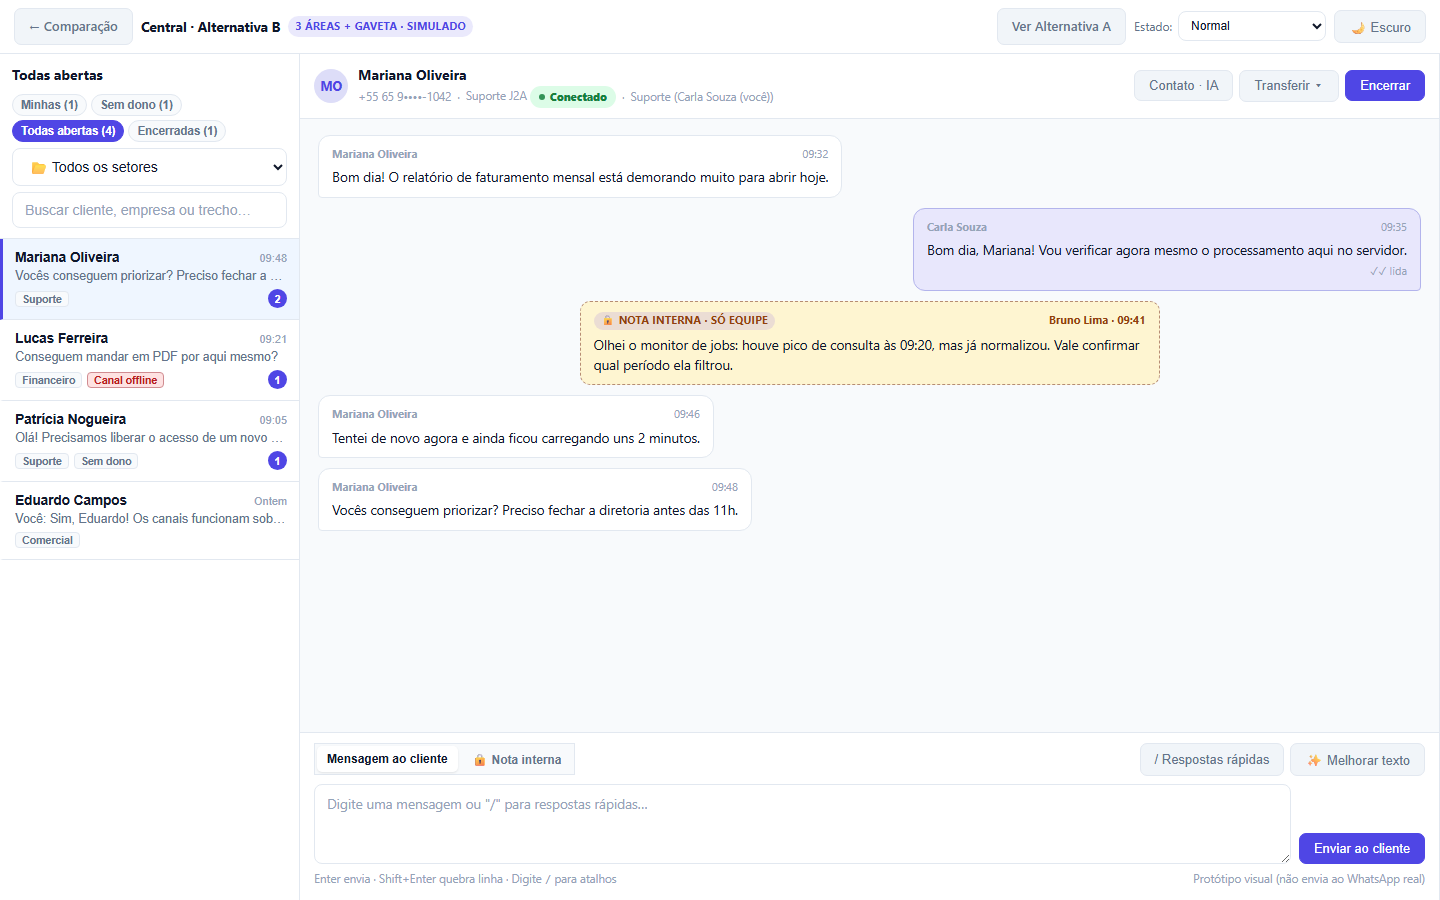 ← Comparação
Central · Alternativa B
3 ÁREAS + GAVETA · SIMULADO
Ver Alternativa A
Estado:
Normal
🌙 Escuro
Todas abertas
Minhas (1)
Sem dono (1)
Todas abertas (4)
Encerradas (1)
📁 Todos os setores
Buscar cliente, empresa ou trecho...
Mariana Oliveira
09:48
Vocês conseguem priorizar? Preciso fechar a ...
Suporte
2
Lucas Ferreira
09:21
Conseguem mandar em PDF por aqui mesmo?
Financeiro
Canal offline
1
Patrícia Nogueira
09:05
Olá! Precisamos liberar o acesso de um novo ...
Suporte
Sem dono
1
Eduardo Campos
Ontem
Você: Sim, Eduardo! Os canais funcionam sob...
Comercial
MO
Mariana Oliveira
+55 65 9••••-1042 · Suporte J2A
● Conectado
· Suporte (Carla Souza (você))
Contato · IA
Transferir ▾
Encerrar
Mariana Oliveira
09:32
Bom dia! O relatório de faturamento mensal está demorando muito para abrir hoje.
Carla Souza
09:35
Bom dia, Mariana! Vou verificar agora mesmo o processamento aqui no servidor.
✓✓ lida
🔒 NOTA INTERNA · SÓ EQUIPE
Bruno Lima · 09:41
Olhei o monitor de jobs: houve pico de consulta às 09:20, mas já normalizou. Vale confirmar
qual período ela filtrou.
Mariana Oliveira
09:46
Tentei de novo agora e ainda ficou carregando uns 2 minutos.
Mariana Oliveira
09:48
Vocês conseguem priorizar? Preciso fechar a diretoria antes das 11h.
Mensagem ao cliente
🔒 Nota interna
/ Respostas rápidas
✨ Melhorar texto
Digite uma mensagem ou "/" para respostas rápidas...
Enviar ao cliente
Enter envia · Shift+Enter quebra linha · Digite / para atalhos
Protótipo visual (não envia ao WhatsApp real)